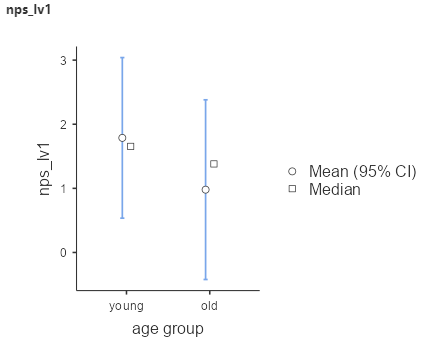 nps_lv1
3
2
1
0
nps_lv1
young
old
age group
Mean (95% CI)
Median